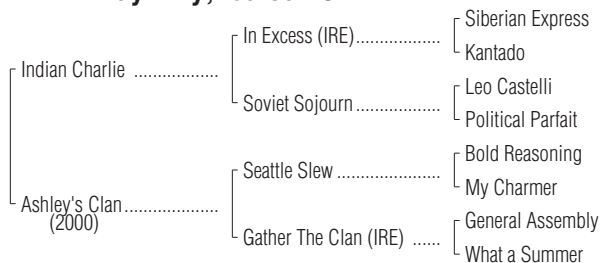 Siberian Express
In Excess (IRE)
Kantado
Indian Charlie
Leo Castelli
Soviet Sojourn
Political Parfait
Bold Reasoning
Seattle Slew
My Charmer
Ashley's Clan
(2000)
General Assembly
Gather The Clan (IRE)
What a Summer